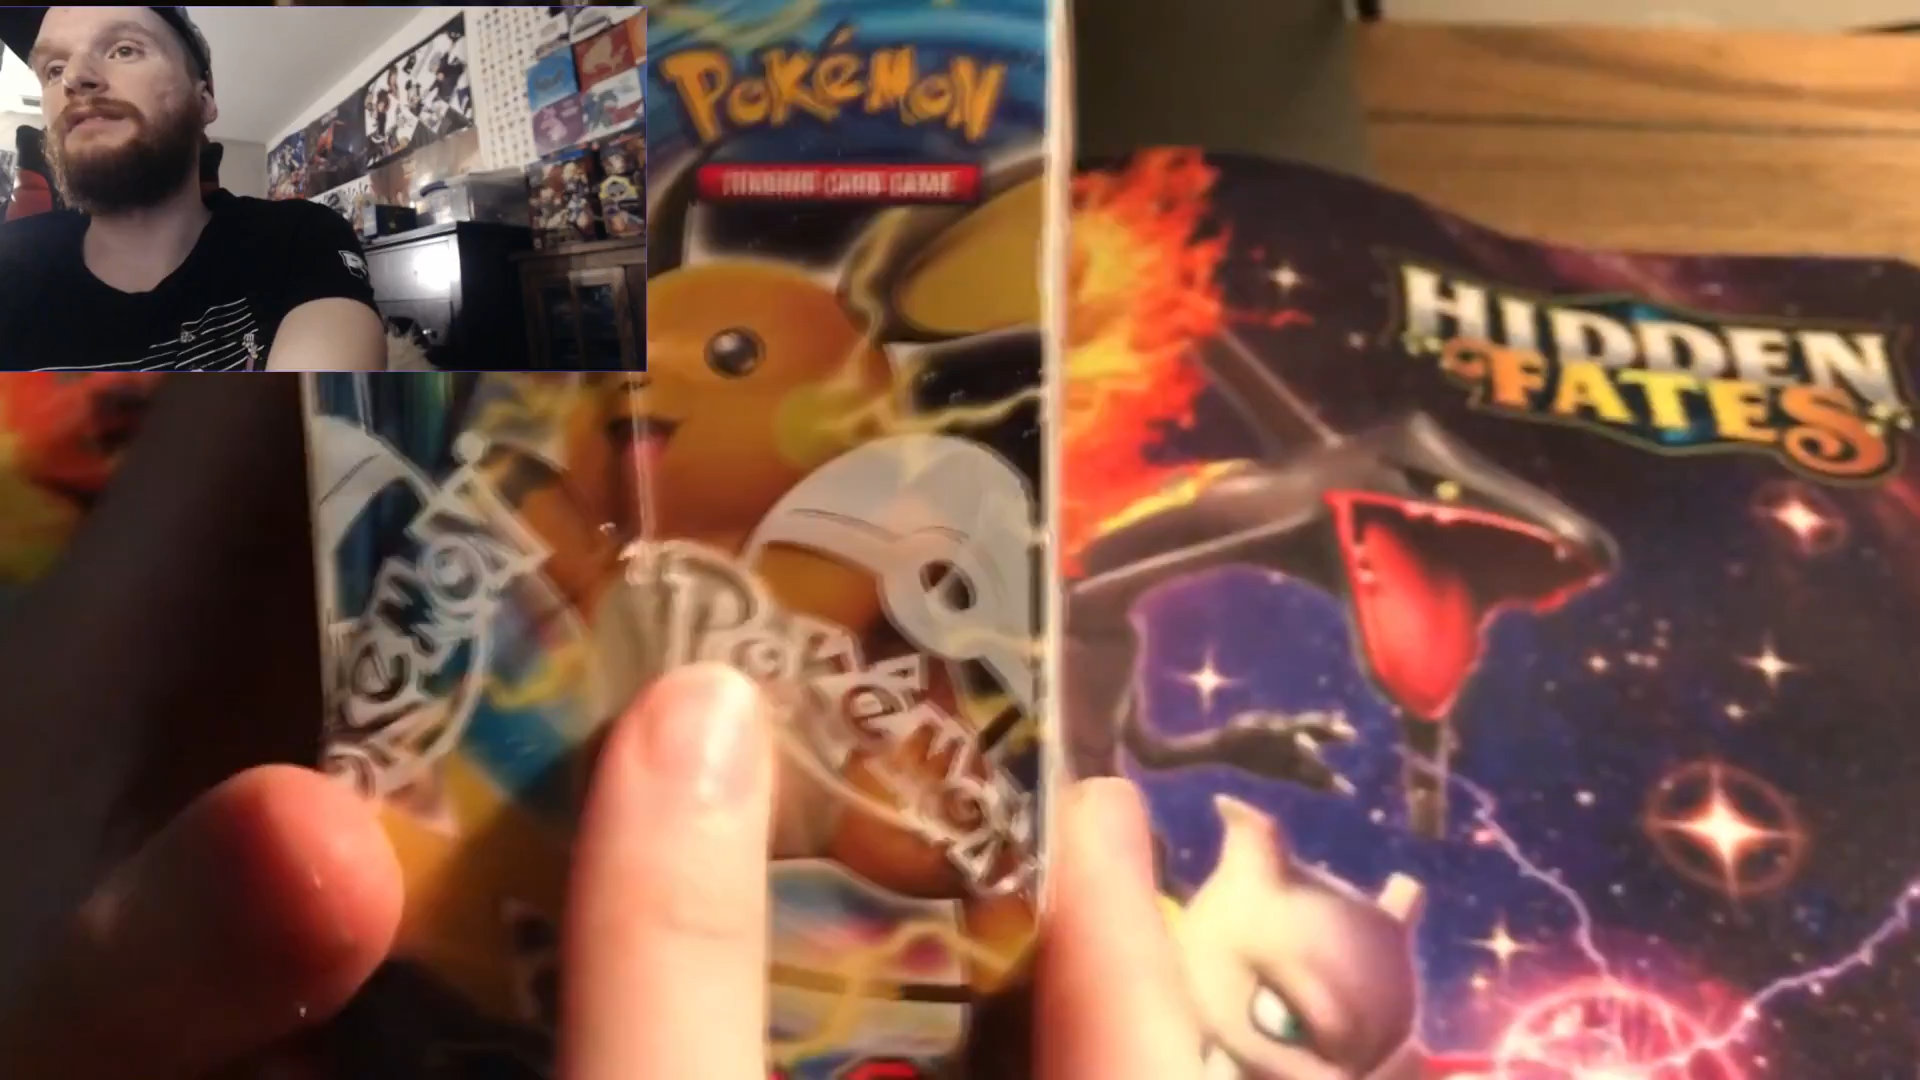 POKÉMON
TRADING CARD GAME
HIDDEN
FATES
POKÉMON